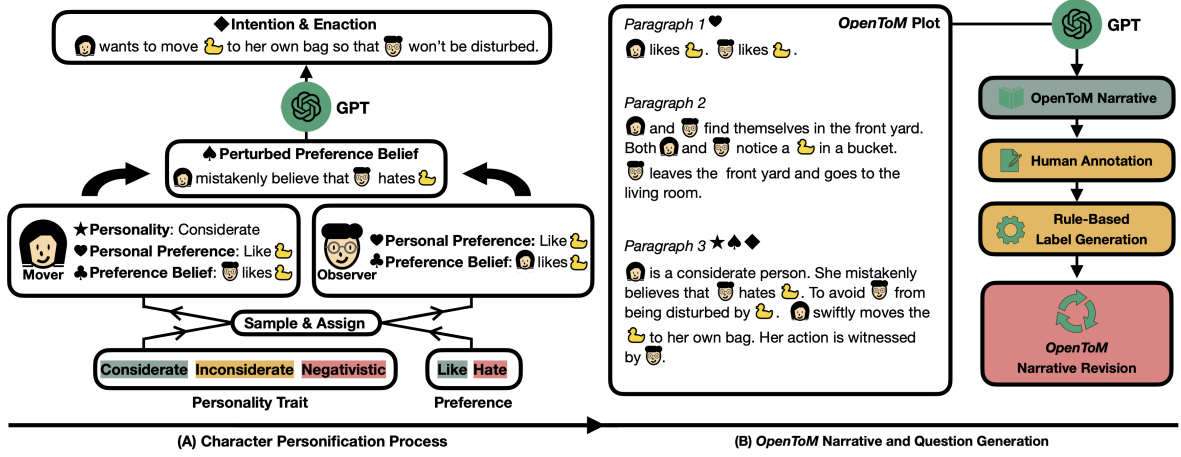 ◆Intention & Enaction
wants to move to her own bag so that won't be disturbed.
GPT
♠Perturbed Preference Belief
mistakenly believe that hates
★Personality: Considerate
♥Personal Preference: Like
♣Preference Belief: likes
Mover
♥Personal Preference: Like
♣Preference Belief: likes
Observer
Sample & Assign
Considerate Inconsiderate Negativistic
Like Hate
Personality Trait
Preference
(A) Character Personification Process
Paragraph 1 ♥
OpenToM Plot
likes . likes .
Paragraph 2
and find themselves in the front yard.
Both and notice a in a bucket.
leaves the front yard and goes to the
living room.
Paragraph 3 ★♠◆
is a considerate person. She mistakenly
believes that hates . To avoid from
being disturbed by . swiftly moves the
to her own bag. Her action is witnessed
by .
GPT
OpenToM Narrative
Human Annotation
Rule-Based
Label Generation
OpenToM
Narrative Revision
(B) OpenToM Narrative and Question Generation